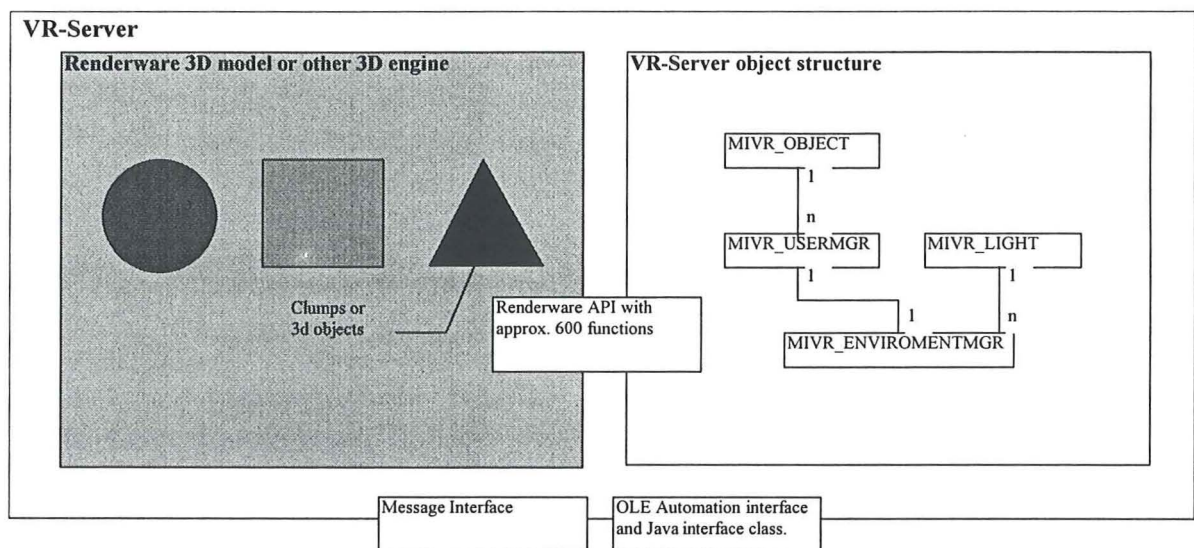 VR-Server
Renderware 3D model or other 3D engine
VR-Server object structure
MIVR_OBJECT
1
n
MIVR_USERMGR
MIVR_LIGHT
1
1
Clumps or
3d objects
Renderware API with
approx. 600 functions
1
n
MIVR_ENVIROMENTMGR
Message Interface
OLE Automation interface
and Java interface class.